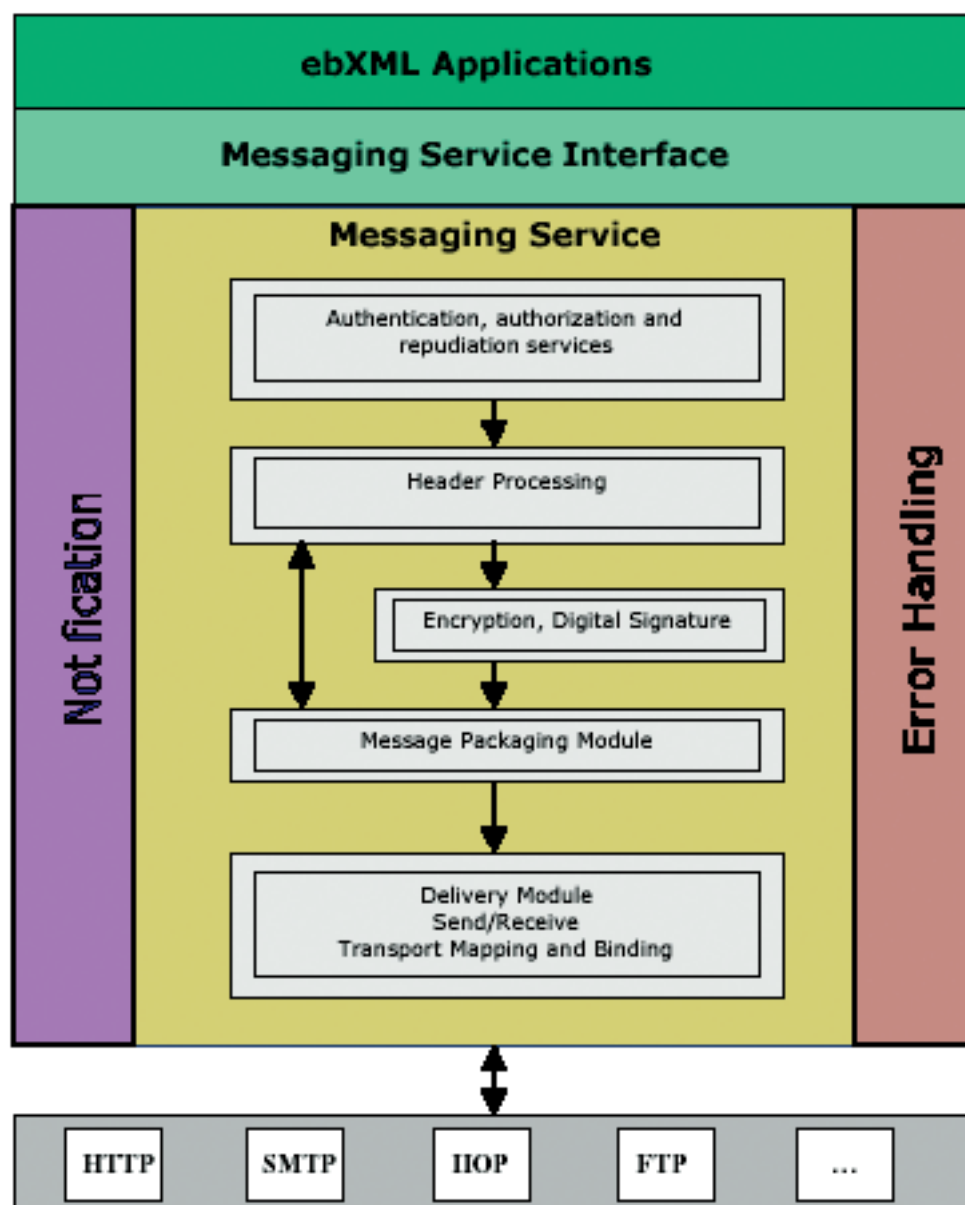 ebXML Applications
Messaging Service Interface
Messaging Service
Authentication, authorization and
repudiation services
Header Processing
Encryption, Digital Signature
Message Packaging Module
Delivery Module
Send/Receive
Transport Mapping and Binding
Not fication
Error Handling
HTTP
SMTP
IIOP
FTP
...